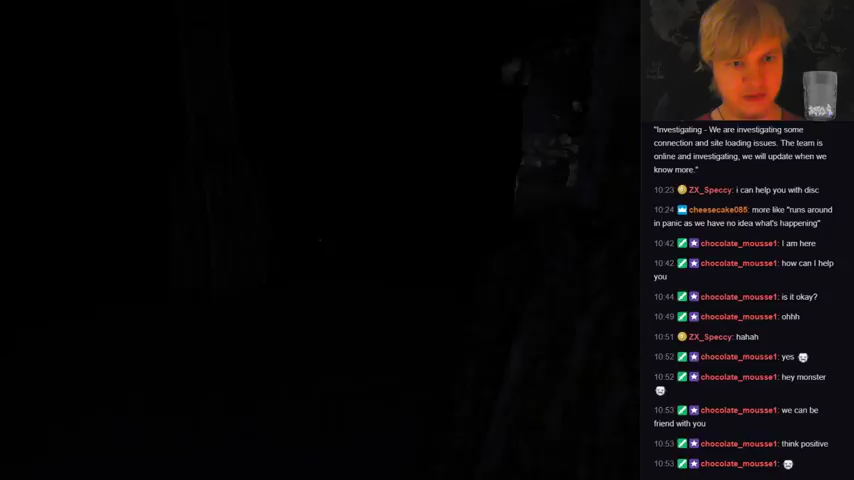 "Investigating - We are investigating some
connection and site loading issues. The team is
online and investigating, we will update when we
know more."
10:23 ZX_Speccy: i can help you with disc
10:24 cheesecake085: more like "runs around
in panic as we have no idea what's happening"
10:42 chocolate_mousse1: I am here
10:42 chocolate_mousse1: how can I help
you
10:44 chocolate_mousse1: is it okay?
10:49 chocolate_mousse1: ohhh
10:51 ZX_Speccy: hahah
10:52 chocolate_mousse1: yes
10:52 chocolate_mousse1: hey monster
10:53 chocolate_mousse1: we can be
friend with you
10:53 chocolate_mousse1: think positive
10:53 chocolate_mousse1: